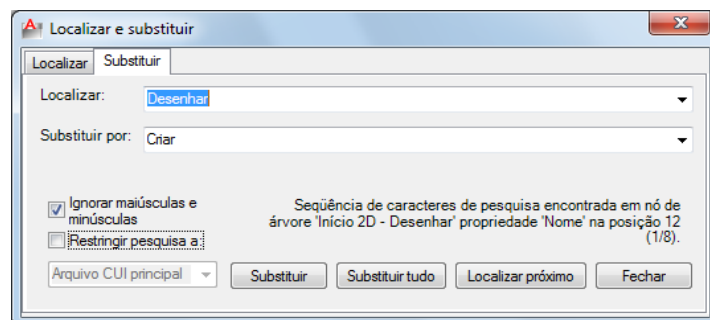 Localizar e substituir
Localizar Substituir
Localizar: Desenhar
Substituir por: Criar
Ignorar maiúsculas e
minúsculas
Seqüência de caracteres de pesquisa encontrada em nó de
árvore 'Início 2D - Desenhar' propriedade 'Nome' na posição 12
(1/8).
Restringir pesquisa a:
Arquivo CUI principal Substituir Substituir tudo Localizar próximo Fechar